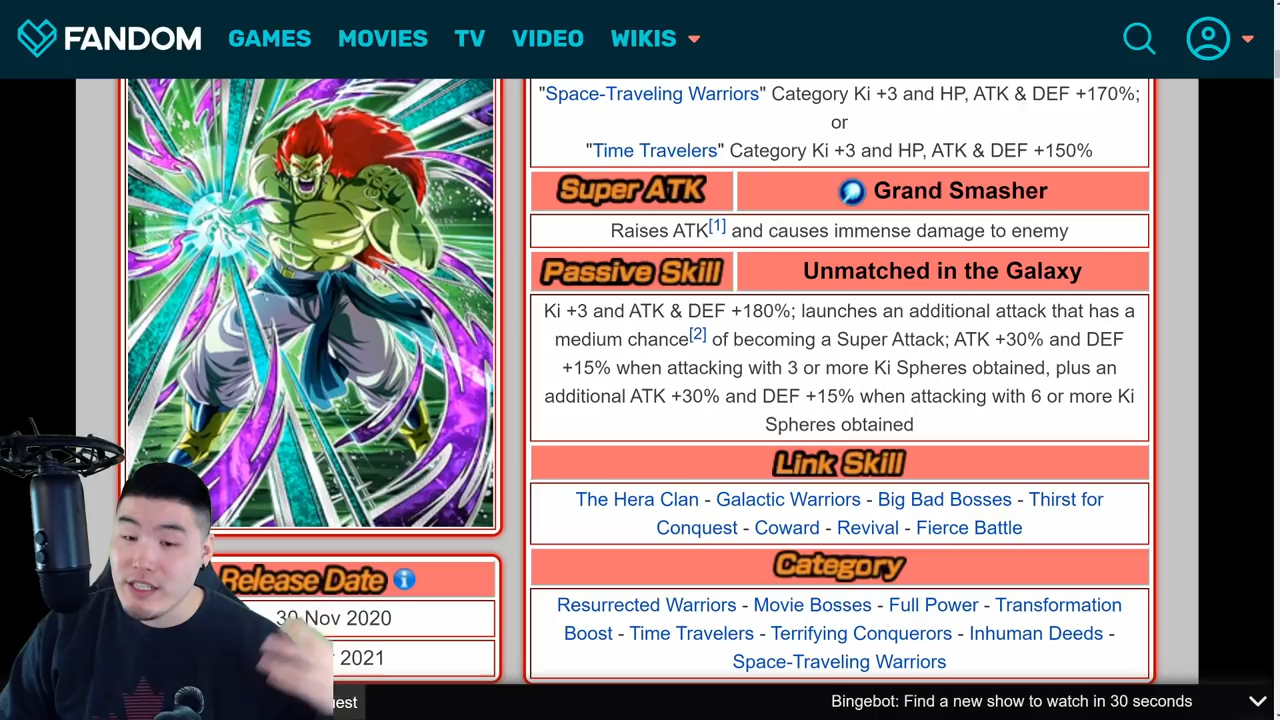 FANDOM GAMES MOVIES TV VIDEO WIKIS
"Space-Traveling Warriors" Category Ki +3 and HP, ATK & DEF +170%;
or
"Time Travelers" Category Ki +3 and HP, ATK & DEF +150%
Super ATK
Grand Smasher
Raises ATK[1] and causes immense damage to enemy
Passive Skill
Unmatched in the Galaxy
Ki +3 and ATK & DEF +180%; launches an additional attack that has a
medium chance[2] of becoming a Super Attack; ATK +30% and DEF
+15% when attacking with 3 or more Ki Spheres obtained, plus an
additional ATK +30% and DEF +15% when attacking with 6 or more Ki
Spheres obtained
Link Skill
The Hera Clan - Galactic Warriors - Big Bad Bosses - Thirst for
Conquest - Coward - Revival - Fierce Battle
Category
Resurrected Warriors - Movie Bosses - Full Power - Transformation
Boost - Time Travelers - Terrifying Conquerors - Inhuman Deeds -
Space-Traveling Warriors
Release Date
30 Nov 2020
2021
Bingebot: Find a new show to watch in 30 seconds